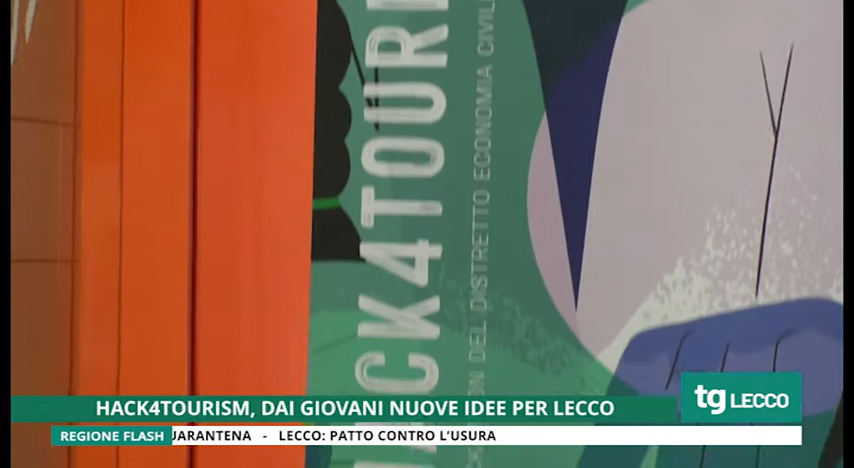 HACK4TOURI
DEL DISTRETTO ECONOMIA CIVIL
HACK4TOURISM, DAI GIOVANI NUOVE IDEE PER LECCO
tg LECCO
REGIONE FLASH
UARANTENA - LECCO: PATTO CONTRO L'USURA